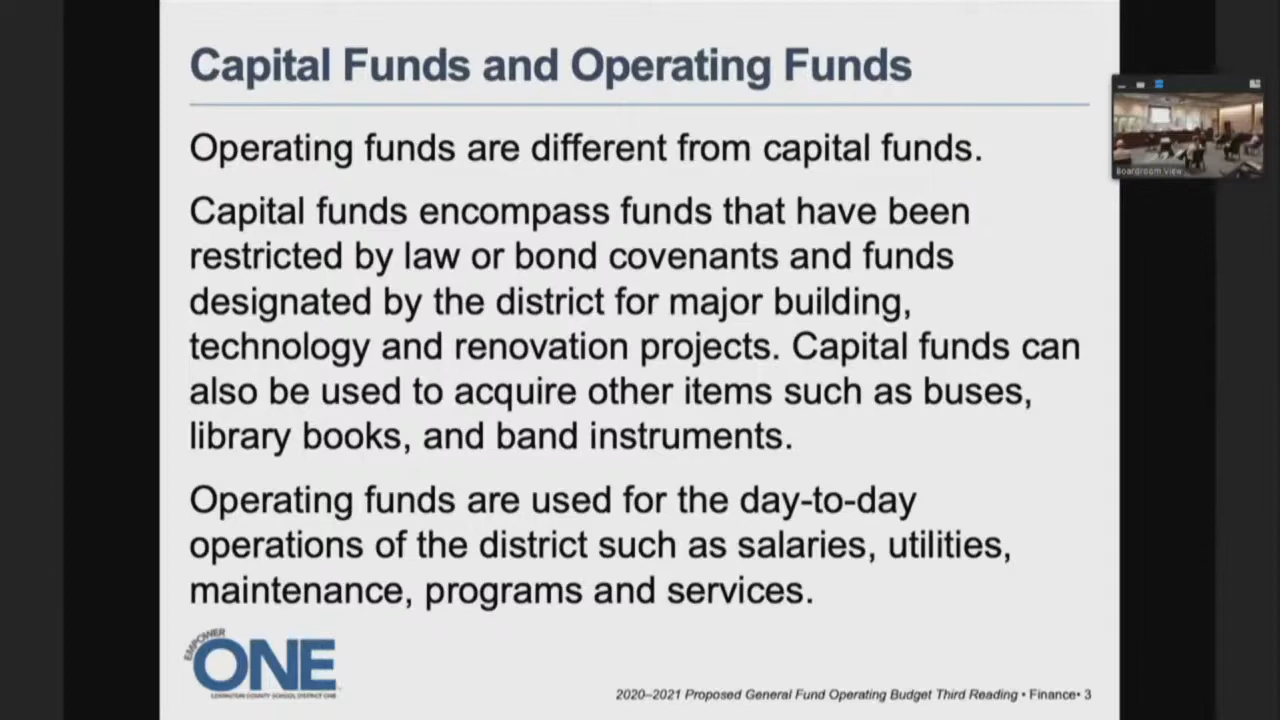 Capital Funds and Operating Funds
Operating funds are different from capital funds.
Capital funds encompass funds that have been
restricted by law or bond covenants and funds
designated by the district for major building,
technology and renovation projects. Capital funds can
also be used to acquire other items such as buses,
library books, and band instruments.
Operating funds are used for the day-to-day
operations of the district such as salaries, utilities,
maintenance, programs and services.
Boardroom View
EMPOWER
ONE
LEXINGTON COUNTY SCHOOL DISTRICT ONE
2020–2021 Proposed General Fund Operating Budget Third Reading • Finance• 3